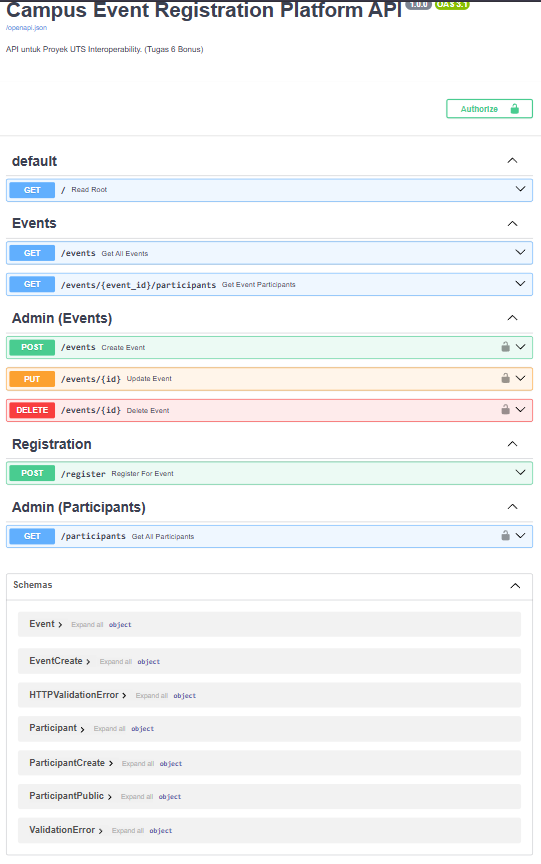 Campus Event Registration Platform API 1.0.0 OAS 3.1
/openapi.json
API untuk Proyek UTS Interoperability. (Tugas 6 Bonus)
Authorize
default
GET / Read Root
Events
GET /events Get All Events
GET /events/{event_id}/participants Get Event Participants
Admin (Events)
POST /events Create Event
PUT /events/{id} Update Event
DELETE /events/{id} Delete Event
Registration
POST /register Register For Event
Admin (Participants)
GET /participants Get All Participants
Schemas
Event Expand all object
EventCreate Expand all object
HTTPValidationError Expand all object
Participant Expand all object
ParticipantCreate Expand all object
ParticipantPublic Expand all object
ValidationError Expand all object